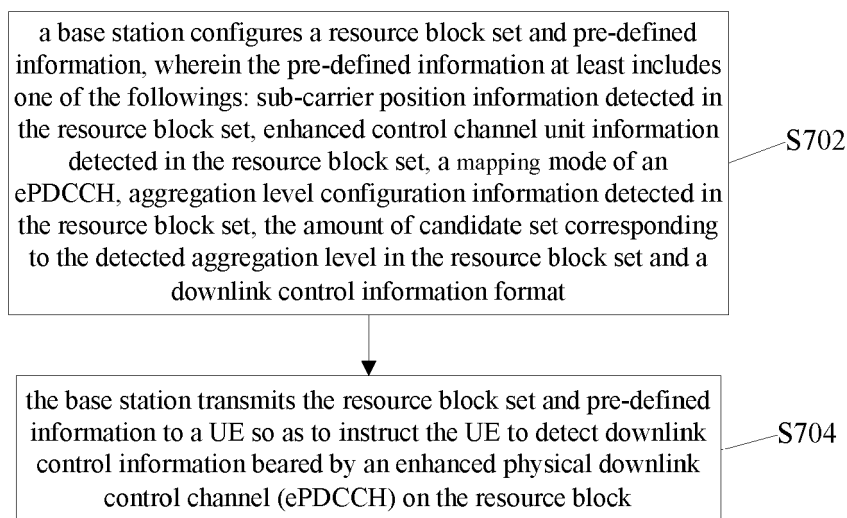 a base station configures a resource block set and pre-defined
information, wherein the pre-defined information at least includes
one of the followings: sub-carrier position information detected in
the resource block set, enhanced control channel unit information
detected in the resource block set, a mapping mode of an
ePDCCH, aggregation level configuration information detected in
the resource block set, the amount of candidate set corresponding
to the detected aggregation level in the resource block set and a
downlink control information format
S702
the base station transmits the resource block set and pre-defined
information to a UE so as to instruct the UE to detect downlink
control information beared by an enhanced physical downlink
control channel (ePDCCH) on the resource block
S704